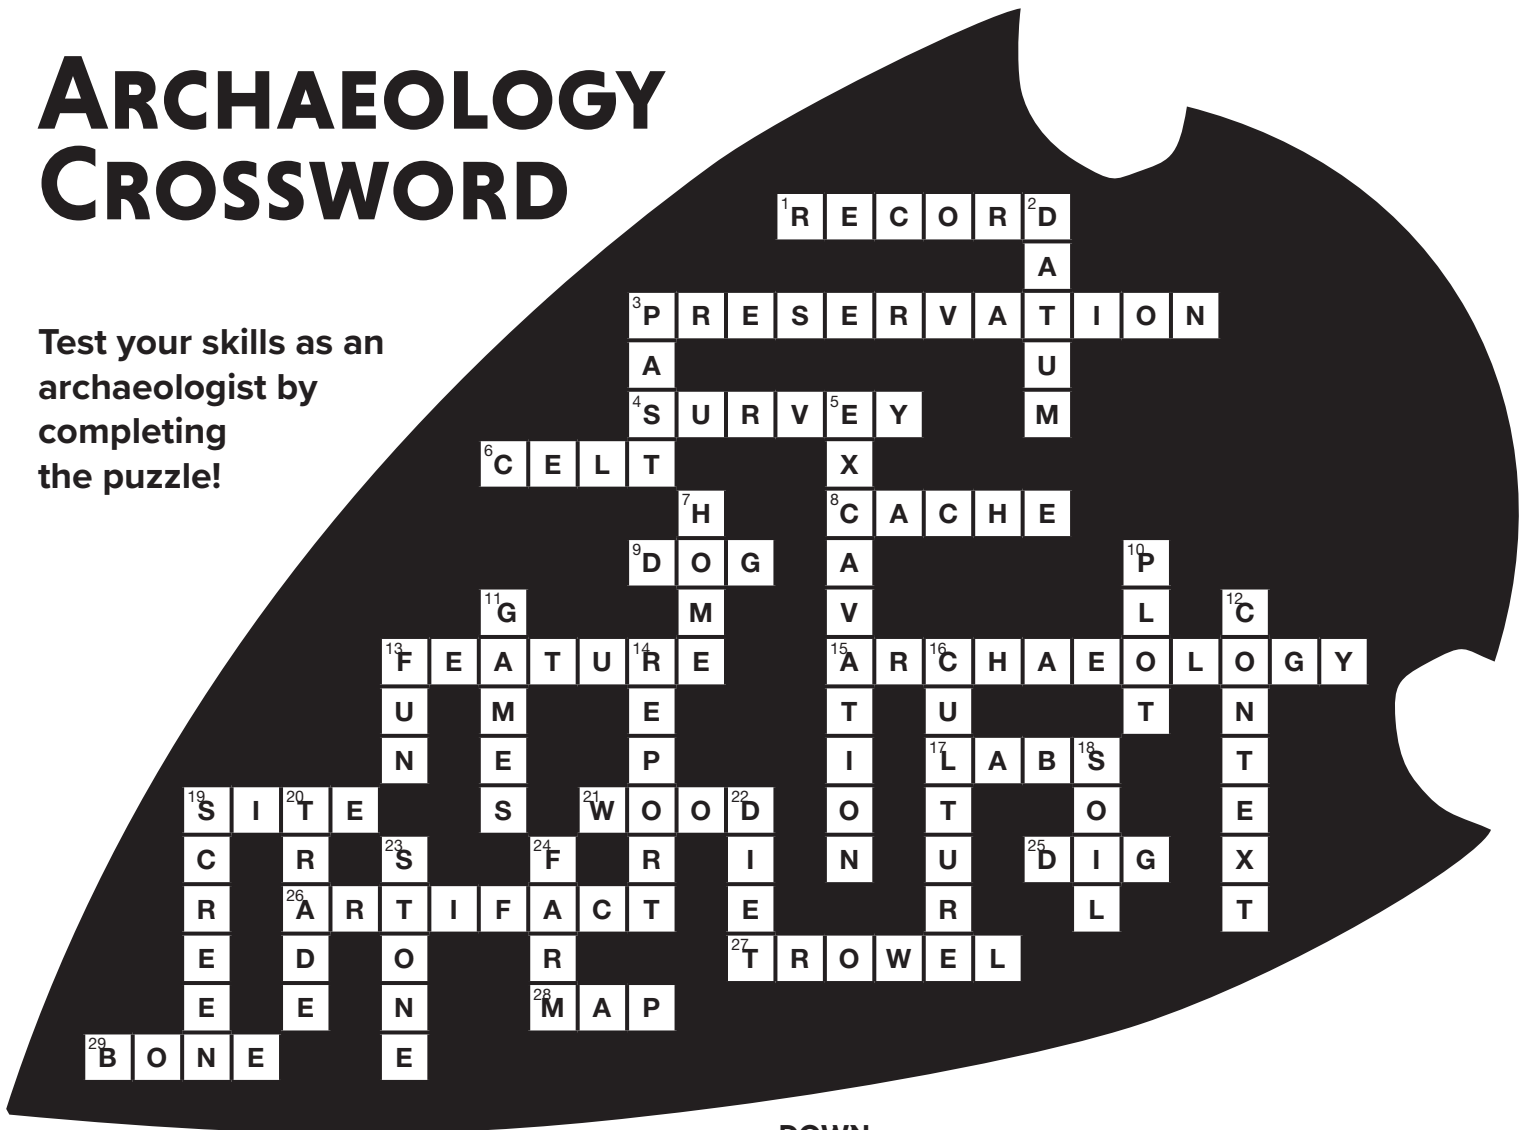 ARCHAEOLOGY
CROSSWORD
Test your skills as an
archaeologist by
completing
the puzzle!
1 R E C O R 2 D
A
3 P R E S E R V A T I O N
A U
4 S U R V 5 E Y M
6 C E L T X
7 H 8 C A C H E
9 D O G A 10 P
11 G M V L 12 C
13 F E A T U 14 R E 15 A R 16 C H A E O L O G Y
U M E T U T N
N E P I 17 L A B 18 S T
19 S I 20 T E S 21 W O O 22 D O T O E
C R 23 S 24 F R I N U 25 D I G X
R 26 A R T I F A C T E R L T
E D O R 27 T R O W E L
E E N 28 M A P
29 B O N E E
DOWN